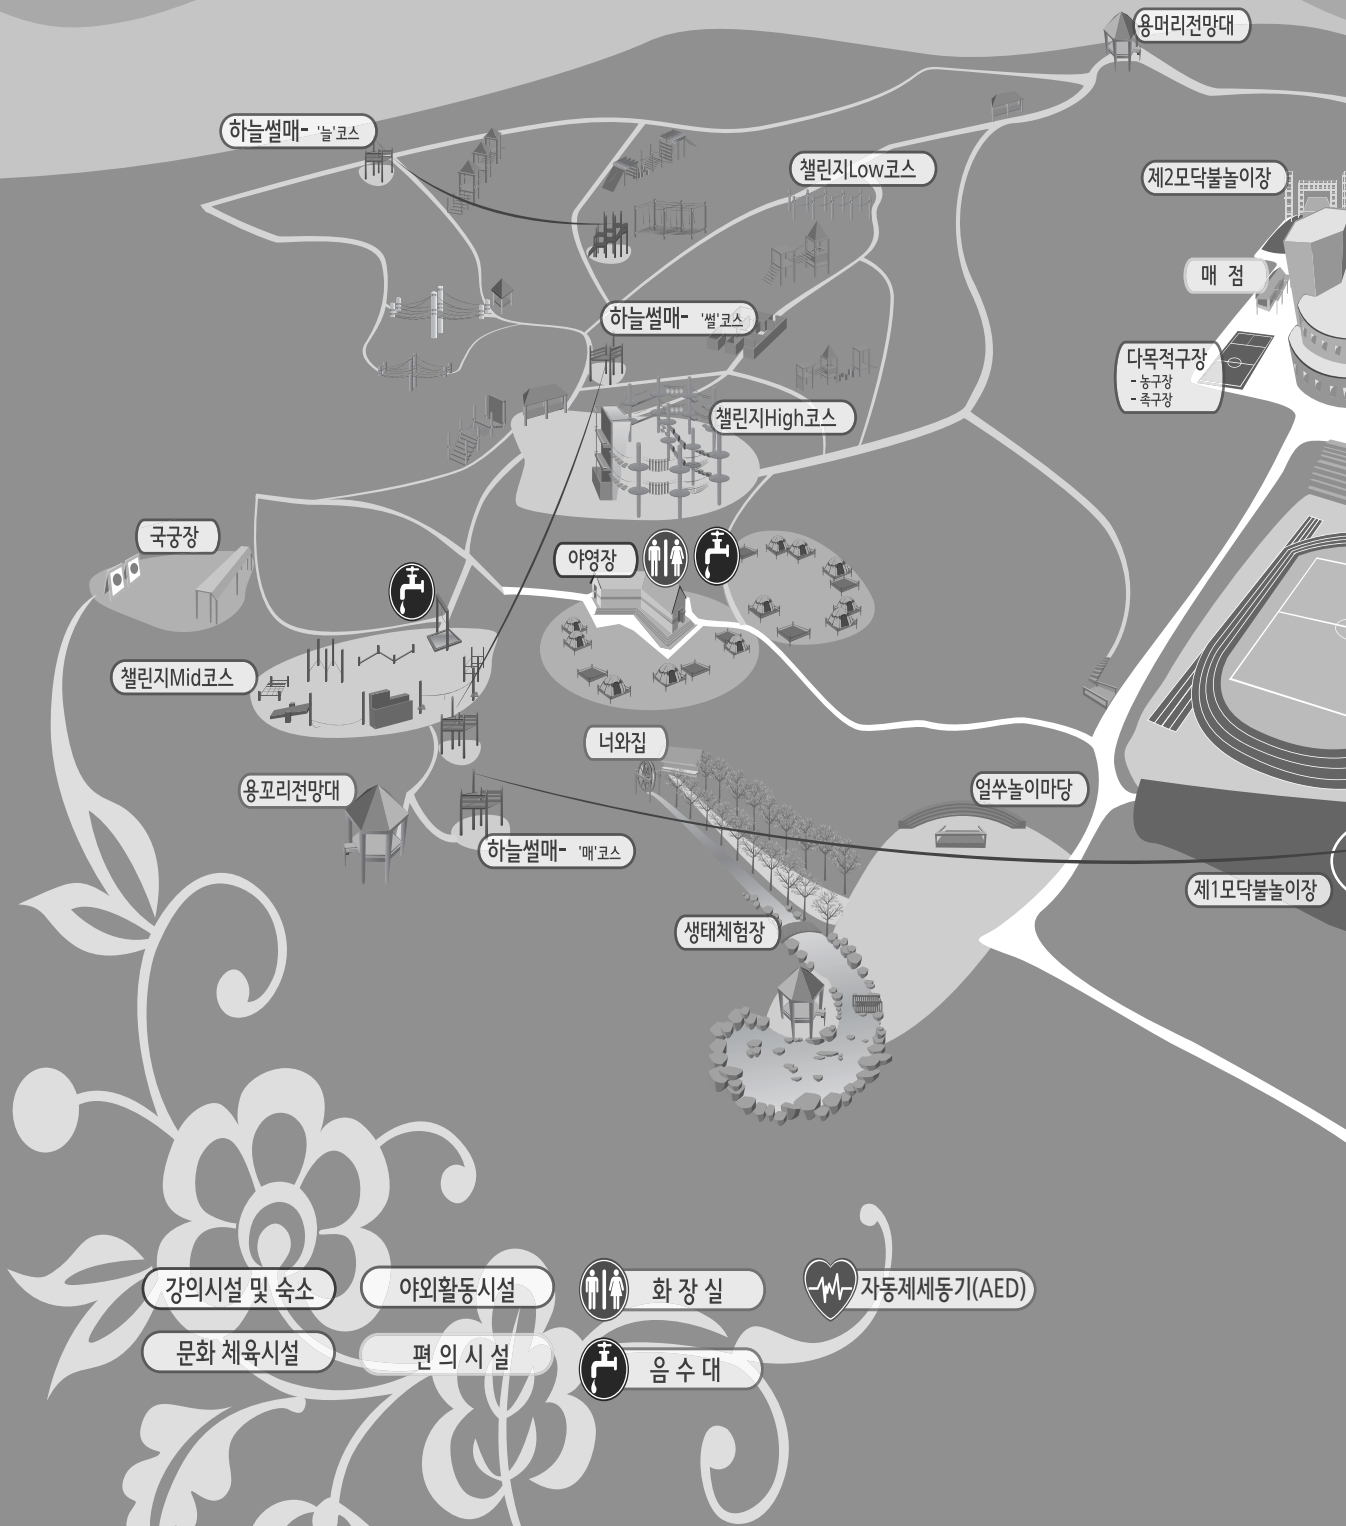 용머리전망대
하늘썰매- '늘'코스
챌린지Low코스
제2모닥불놀이장
매 점
하늘썰매- '썰'코스
다목적구장
- 농구장
- 족구장
챌린지High코스
국궁장
야영장
챌린지Mid코스
너와집
용꼬리전망대
얼쑤놀이마당
하늘썰매- '매'코스
제1모닥불놀이장
생태체험장
강의시설 및 숙소
야외활동시설
화 장 실
자동제세동기(AED)
문화 체육시설
편 의 시 설
음 수 대